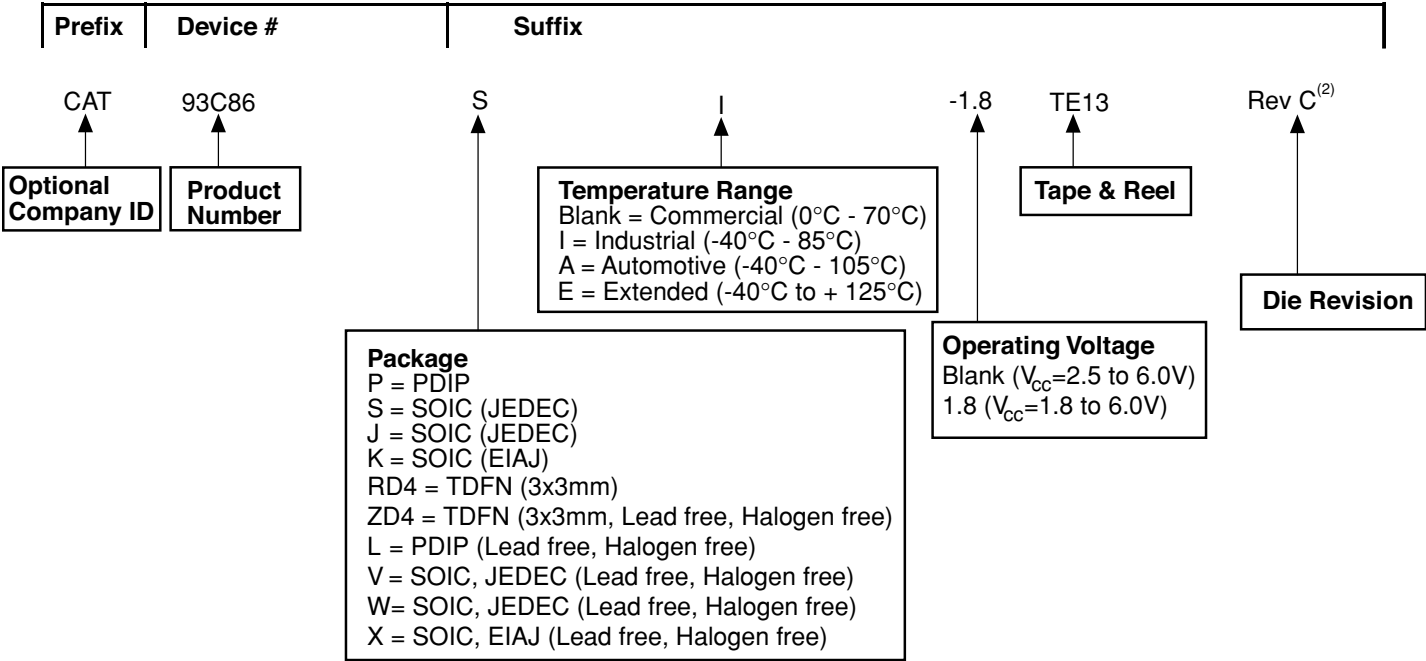 Prefix Device # Suffix
CAT 93C86 S I -1.8 TE13 Rev C(2)
Optional
Company ID
Product
Number
Temperature Range
Blank = Commercial (0°C - 70°C)
I = Industrial (-40°C - 85°C)
A = Automotive (-40°C - 105°C)
E = Extended (-40°C to + 125°C)
Tape & Reel
Die Revision
Package
P = PDIP
S = SOIC (JEDEC)
J = SOIC (JEDEC)
K = SOIC (EIAJ)
RD4 = TDFN (3x3mm)
ZD4 = TDFN (3x3mm, Lead free, Halogen free)
L = PDIP (Lead free, Halogen free)
V = SOIC, JEDEC (Lead free, Halogen free)
W= SOIC, JEDEC (Lead free, Halogen free)
X = SOIC, EIAJ (Lead free, Halogen free)
Operating Voltage
Blank (Vcc=2.5 to 6.0V)
1.8 (Vcc=1.8 to 6.0V)